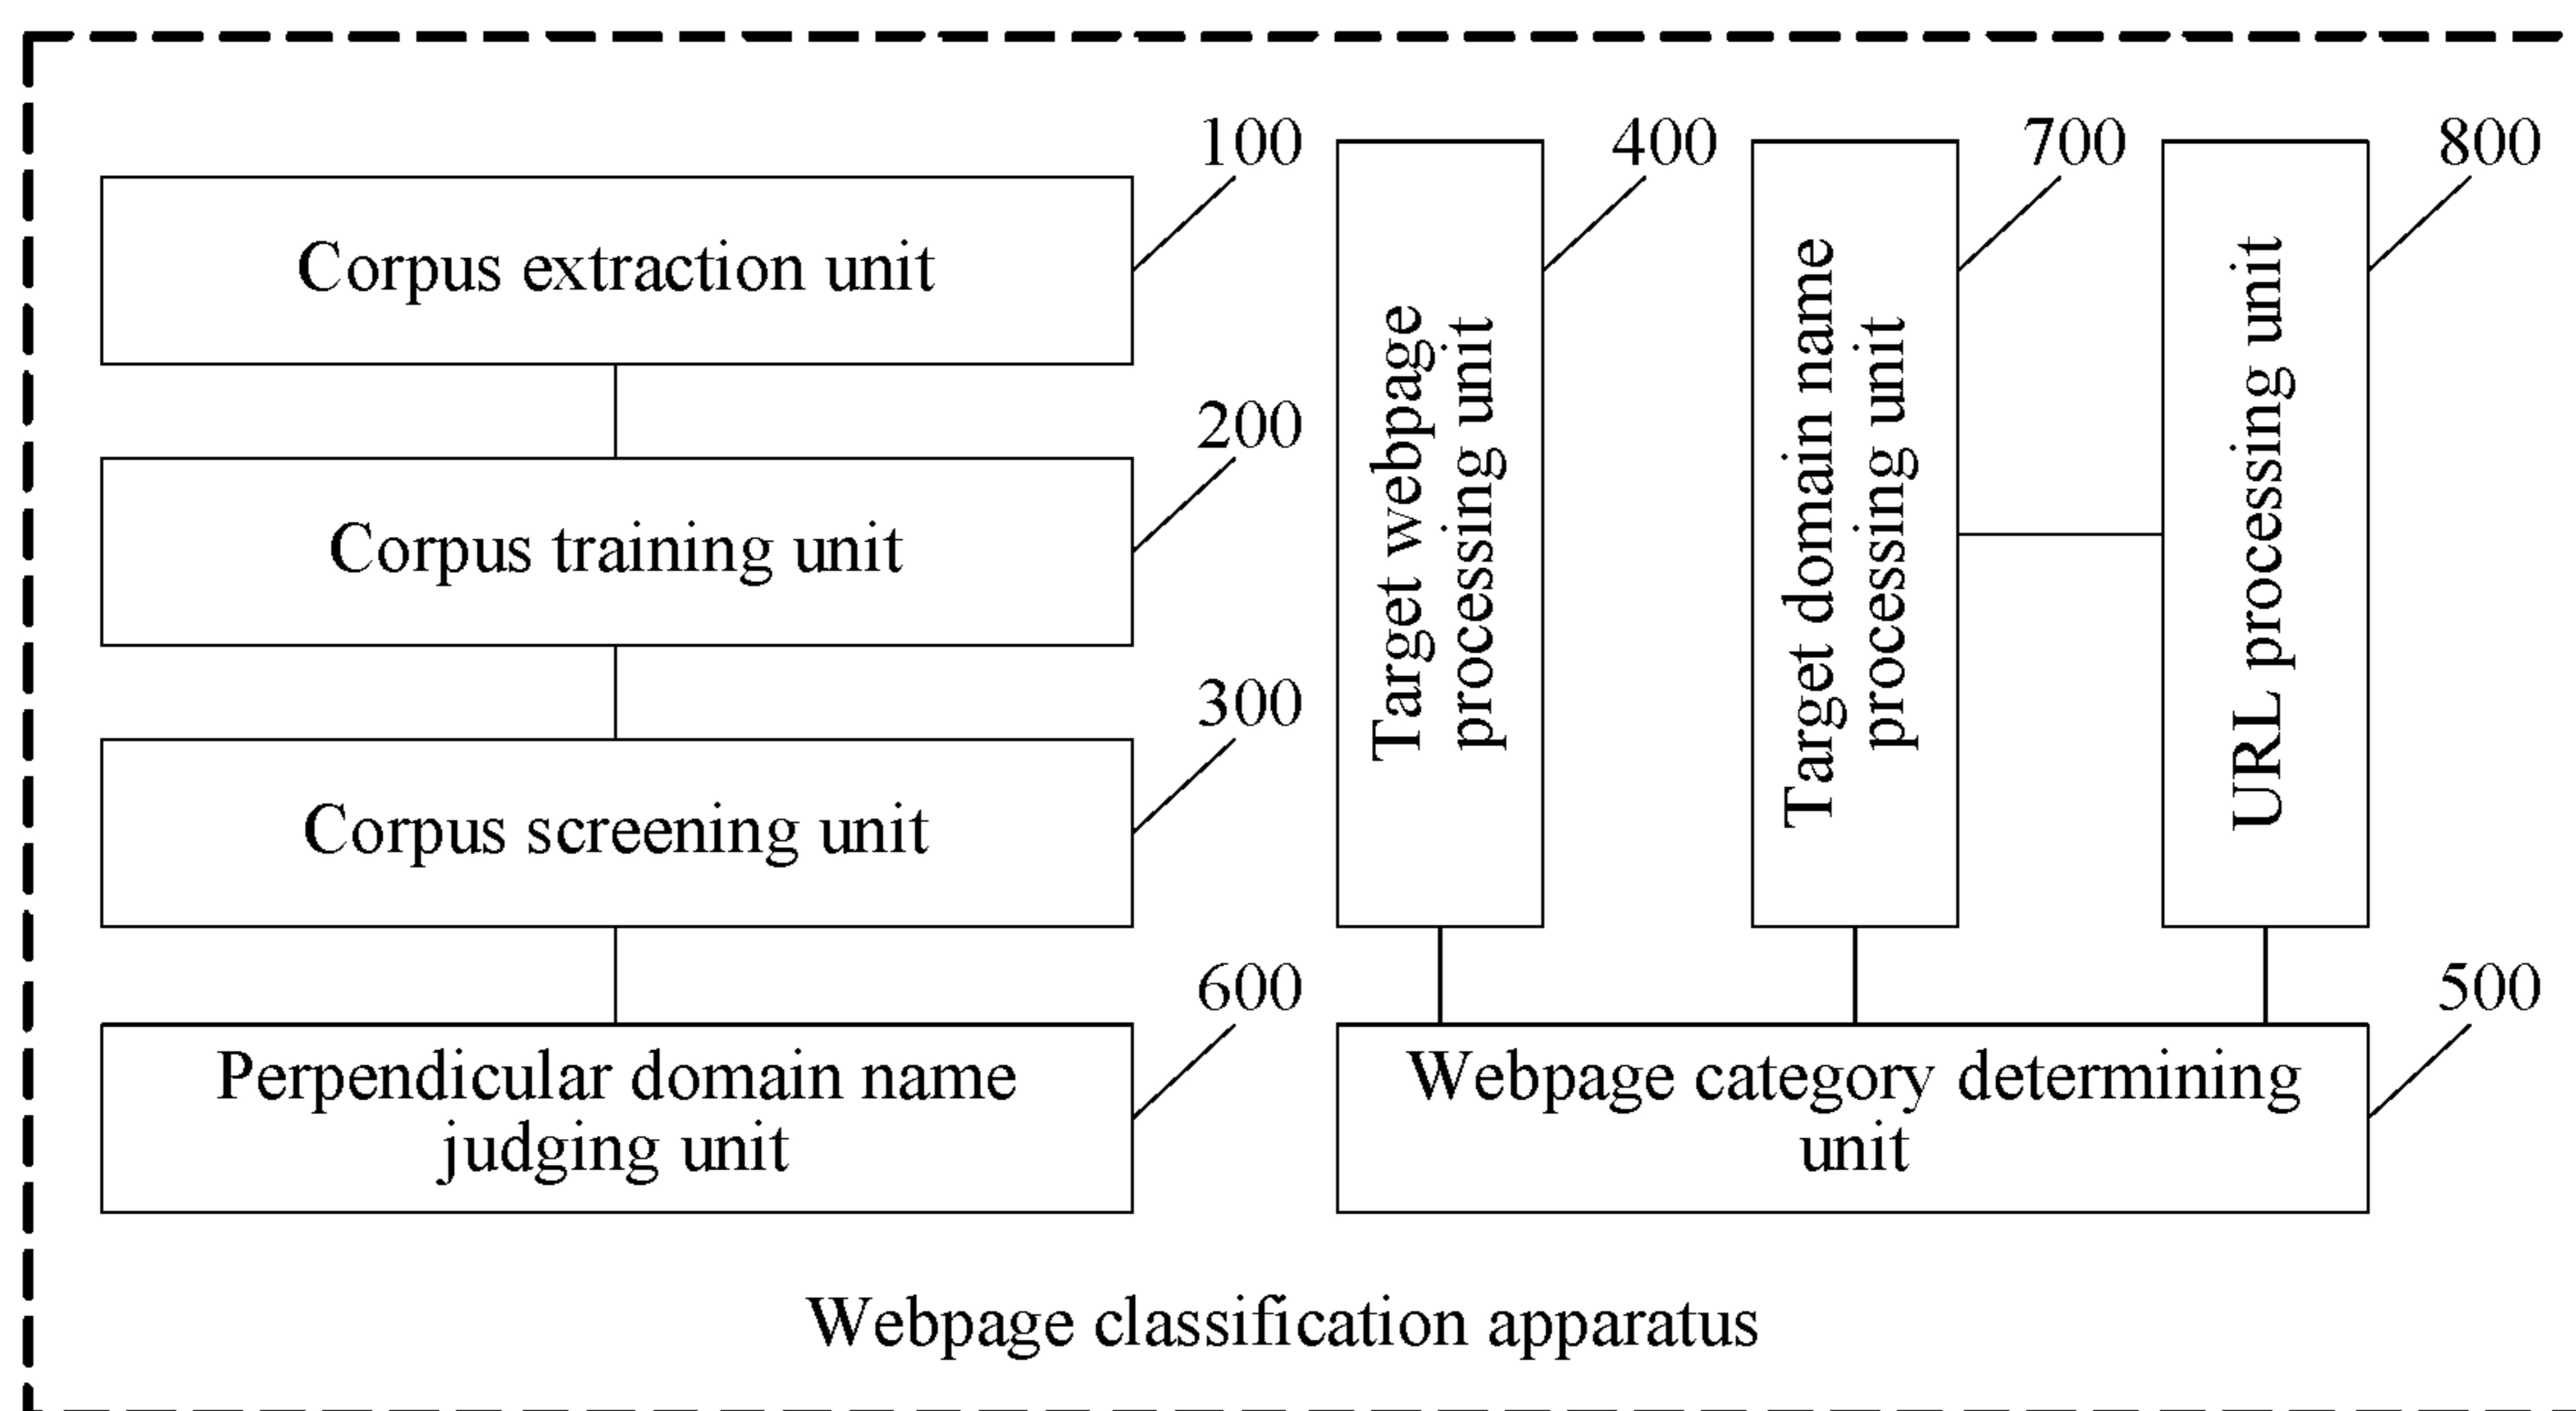 100
Corpus extraction unit
200
Corpus training unit
300
Corpus screening unit
600
Perpendicular domain name
judging unit
400
Target webpage
processing unit
700
Target domain name
processing unit
800
URL processing unit
500
Webpage category determining
unit
Webpage classification apparatus